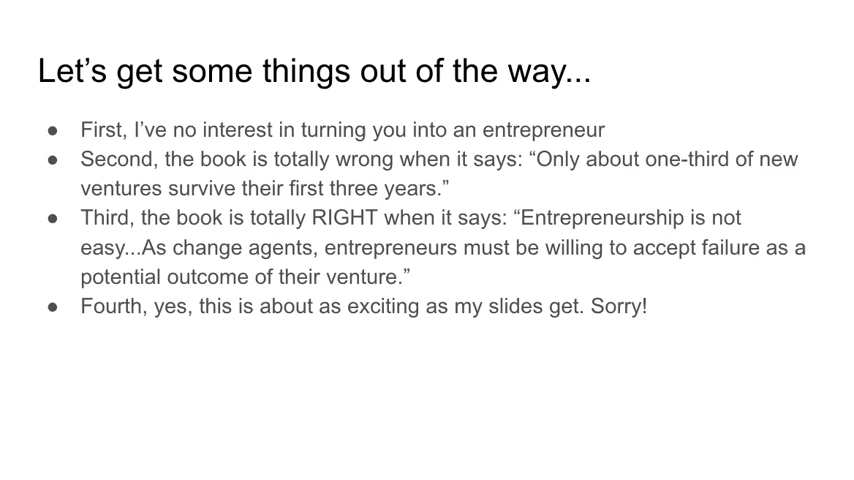 Let’s get some things out of the way...
● First, I’ve no interest in turning you into an entrepreneur
● Second, the book is totally wrong when it says: “Only about one-third of new
ventures survive their first three years.”
● Third, the book is totally RIGHT when it says: “Entrepreneurship is not
easy...As change agents, entrepreneurs must be willing to accept failure as a
potential outcome of their venture.”
● Fourth, yes, this is about as exciting as my slides get. Sorry!